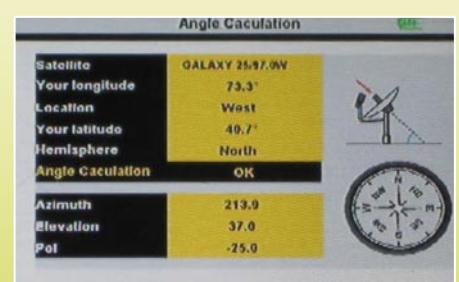 Angle Caculation
Satellite GALAXY 25/97.0W
Your longitude 73.3°
Location West
Your latitude 40.7°
Hemisphere North
Angle Caculation OK
Azimuth 213.9
Elevation 37.0
Pol -25.0
N
W E